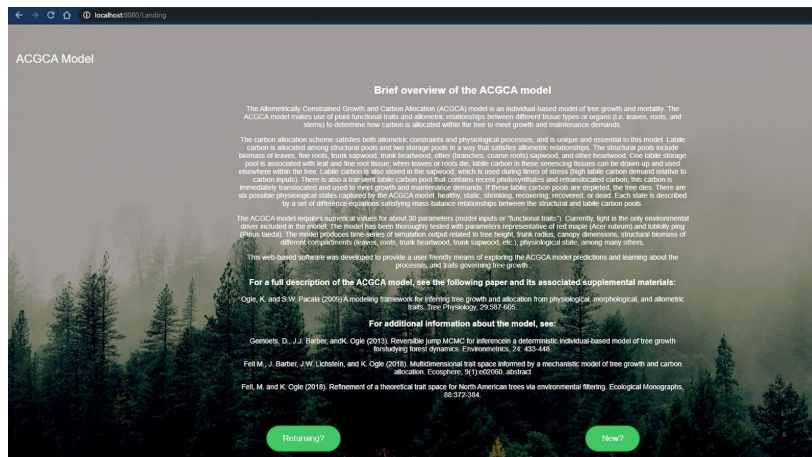 localhost:8080/Landing
ACGCA Model
Brief overview of the ACGCA model
The Allometrically Constrained Growth and Carbon Allocation (ACGCA) model is an individual-based model of tree growth and mortality. The
ACGCA model makes use of plant functional traits and allometric relationships between different tissue types or organs (i.e. leaves, roots, and
stems) to determine how carbon is allocated within the tree to meet growth and maintenance demands.
The carbon allocation scheme satisfies both allometric constraints and physiological processes, and is unique and essential to this model. Labile
carbon is allocated among structural pools and two storage pools in a way that satisfies allometric relationships. The structural pools include
biomass of leaves, fine roots, trunk sapwood, trunk heartwood, other (branches, coarse roots) sapwood, and other heartwood. One labile storage
pool is associated with leaf and fine root tissue; when leaves or roots die, labile carbon in these senescing tissues can be drawn-up and used
elsewhere within the tree. Labile carbon is also stored in the sapwood, which is used during times of stress (high labile carbon demand relative to
carbon inputs). There is also a transient labile carbon pool that contains recent photosynthates and retranslocated carbon; this carbon is
immediately translocated and used to meet growth and maintenance demands. If these labile carbon pools are depleted, the tree dies. There are
six possible physiological states captured by the ACGCA model: healthy, static, shrinking, recovering, recovered, or dead. Each state is described
by a set of difference equations satisfying mass-balance relationships between the structural and labile carbon pools.
The ACGCA model requires numerical values for about 30 parameters (model inputs or "functional traits"). Currently, light is the only environmental
driver included in the model. The model has been thoroughly tested with parameters representative of red maple (Acer rubrum) and loblolly ping
(Pinus taeda). The model produces time-series of simulation output related to tree height, trunk radius, canopy dimensions, structural biomass of
different compartments (leaves, roots, trunk heartwood, trunk sapwood, etc.), physiological state, among many others.
This web-based software was developed to provide a user-friendly means of exploring the ACGCA model predictions and learning about the
processes and traits governing tree growth.
For a full description of the ACGCA model, see the following paper and its associated supplemental materials:
Ogle, K. and S.W. Pacala (2009) A modeling framework for inferring tree growth and allocation from physiological, morphological, and allometric
traits. Tree Physiology, 29:587-605.
For additional information about the model, see:
Gemoets, D., J.J. Barber, andK. Ogle (2013). Reversible jump MCMC for inferencein a deterministic individual-based model of tree growth
forstudying forest dynamics. Environmetrics, 24: 433-448.
Fell M., J. Barber, J.W. Lichstein, and K. Ogle (2018). Multidimensional trait space informed by a mechanistic model of tree growth and carbon
allocation. Ecosphere, 9(1):e02060. abstract
Fell, M. and K. Ogle (2018). Refinement of a theoretical trait space for North American trees via environmental filtering. Ecological Monographs,
88:372-384.
Returning?
New?